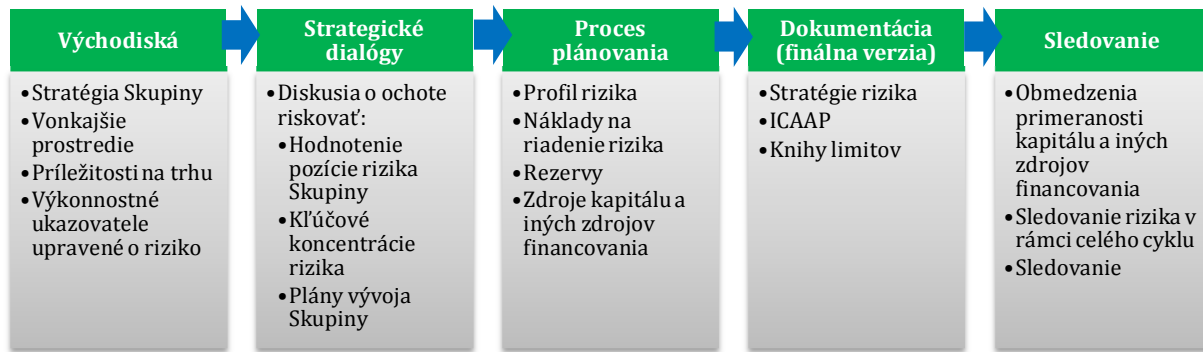 Východiská
• Stratégia Skupiny
• Vonkajšie
prostredie
• Príležitosti na trhu
• Výkonnostné
ukazovatele
upravené o riziko
Strategické
dialógy
• Diskusia o ochote
riskovať:
• Hodnotenie
pozície rizika
Skupiny
• Kľúčové
koncentrácie
rizika
• Plány vývoja
Skupiny
Proces
plánovania
• Profil rizika
• Náklady na
riadenie rizika
• Rezervy
• Zdroje kapitálu a
iných zdrojov
financovania
Dokumentácia
(finálna verzia)
• Stratégie rizika
• ICAAP
• Knihy limitov
Sledovanie
• Obmedzenia
primeranosti
kapitálu a iných
zdrojov
financovania
• Sledovanie rizika v
rámci celého cyklu
• Sledovanie